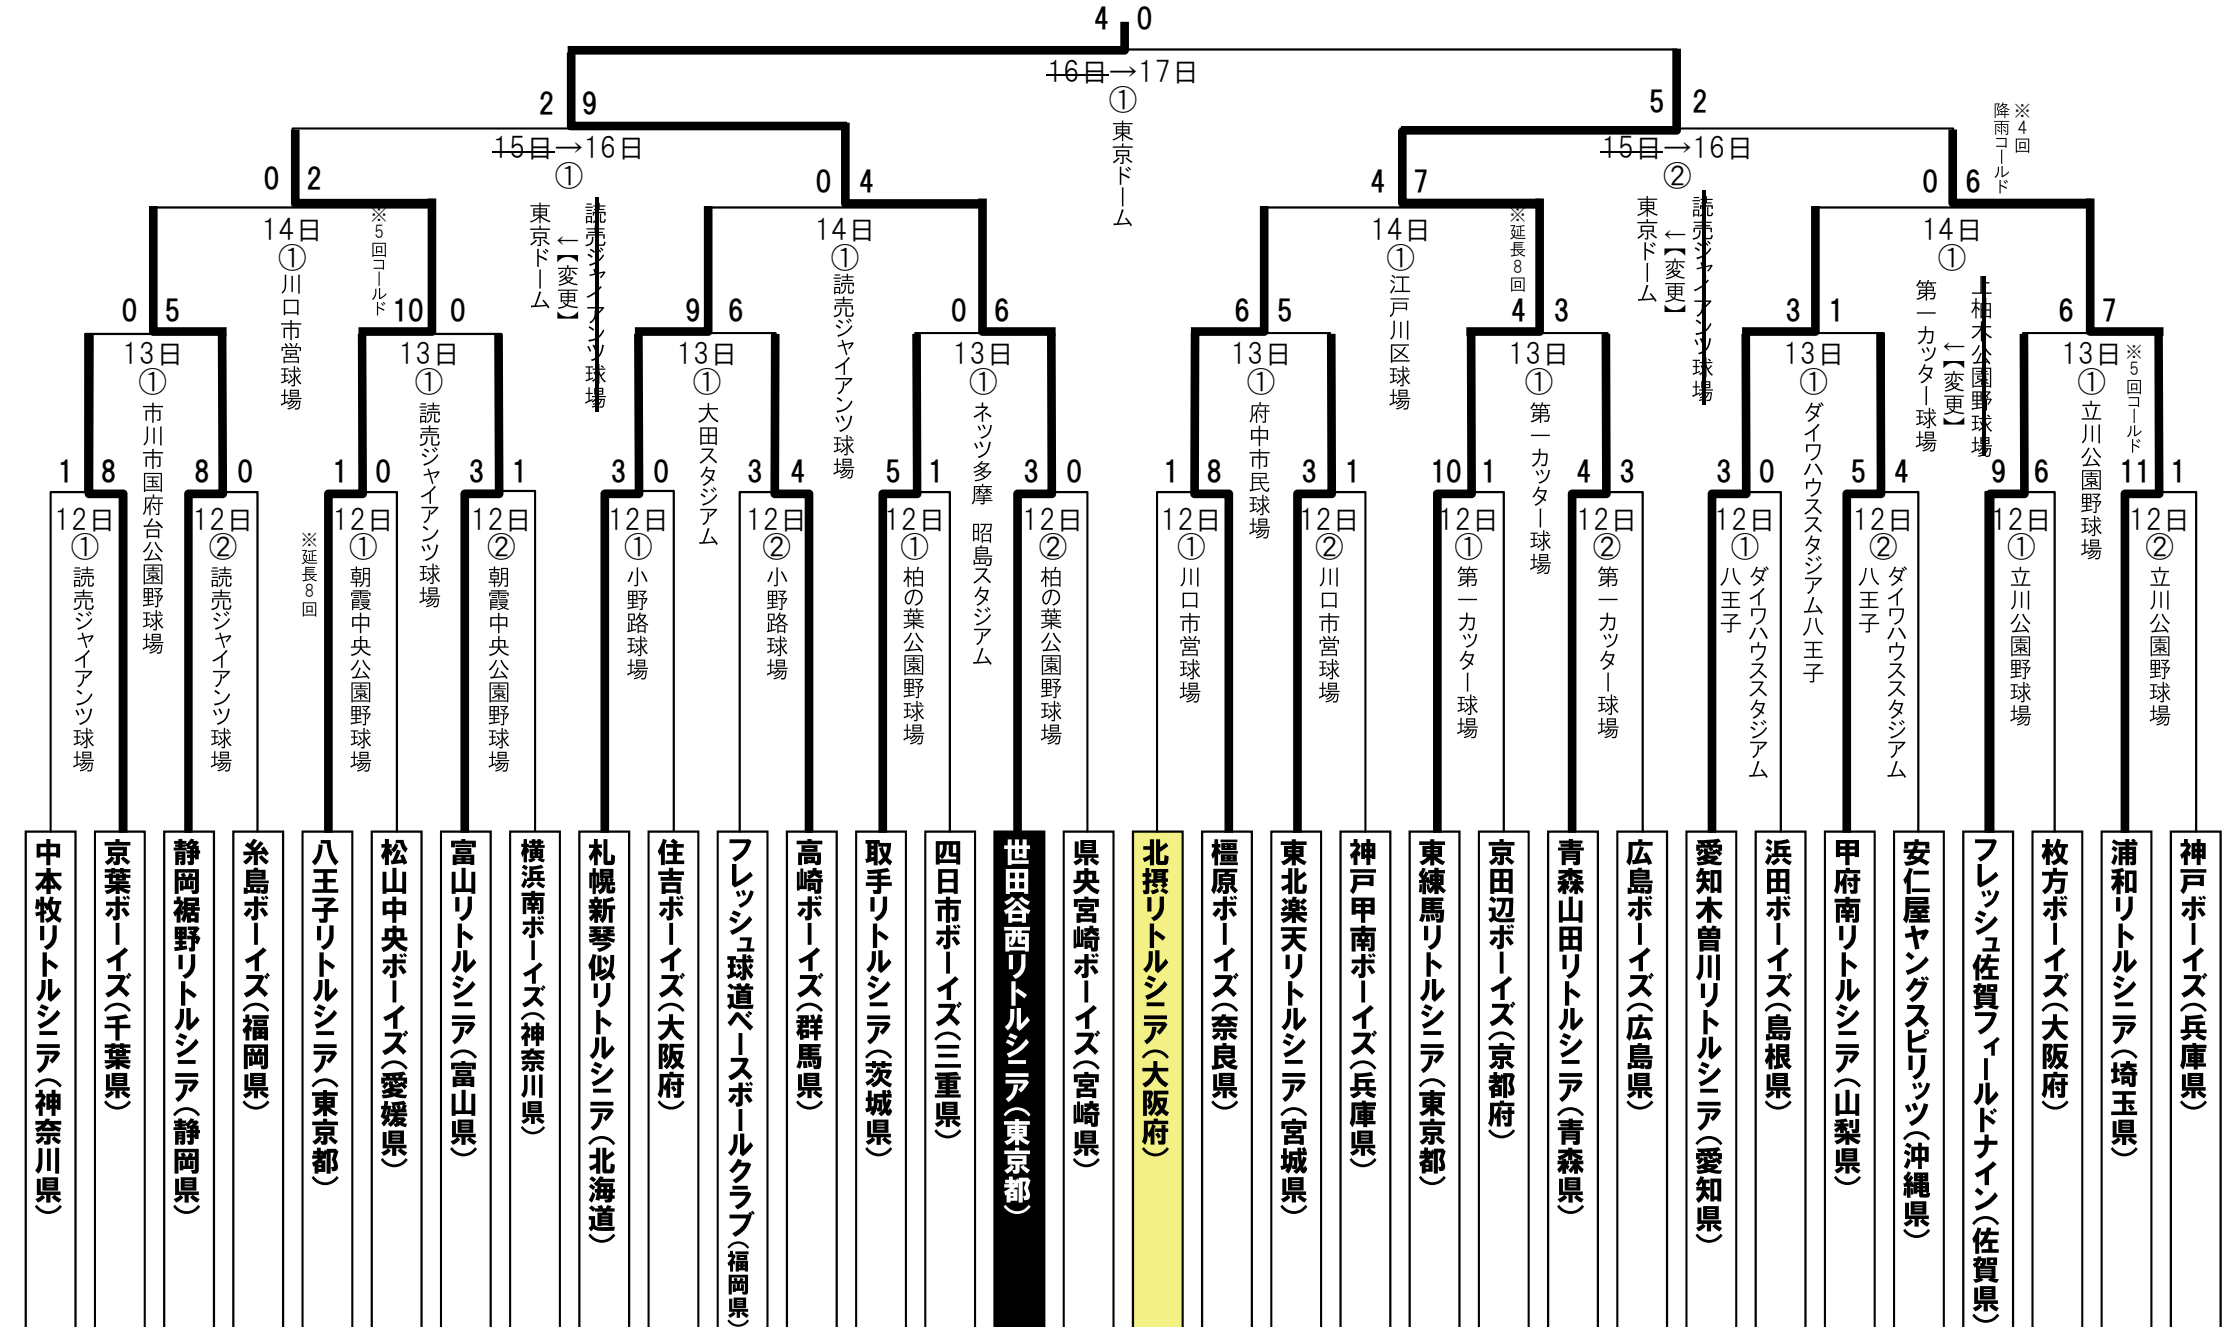 4 0
16日→17日
①
東京ドーム
2 9
15日→16日
①
読売ジャイアンツ球場
←【変更】
東京ドーム
5 2
15日→16日
②
読売ジャイアンツ球場
←【変更】
東京ドーム
0 2
14日
①
川口市営球場
0 4
14日
①
読売ジャイアンツ球場
4 7
14日
①
江戸川区球場
0 6
※4回
降雨コールド
14日
①
上柚木公園野球場
←【変更】
第一カッター球場
0 5
13日
①
市川市国府台公園野球場
10 0
※5回コールド
13日
①
読売ジャイアンツ球場
9 6
13日
①
大田スタジアム
0 6
13日
①
ネッツ多摩 昭島スタジアム
6 5
13日
①
府中市民球場
4 3
※延長8回
13日
①
第一カッター球場
3 1
13日
①
ダイワハウススタジアム八王子
6 7
13日
①
※5回コールド
立川公園野球場
1 8
12日
①
読売ジャイアンツ球場
8 0
12日
②
読売ジャイアンツ球場
1 0
※延長8回
12日
①
朝霞中央公園野球場
3 1
12日
②
朝霞中央公園野球場
3 0
12日
①
小野路球場
3 4
12日
②
小野路球場
5 1
12日
①
柏の葉公園野球場
3 0
12日
②
柏の葉公園野球場
1 8
12日
①
川口市営球場
3 1
12日
②
川口市営球場
10 1
12日
①
第一カッター球場
4 3
12日
②
第一カッター球場
3 0
12日
①
ダイワハウススタジアム
八王子
5 4
12日
②
ダイワハウススタジアム
八王子
9 6
12日
①
立川公園野球場
11 1
12日
②
立川公園野球場
中本牧リトルシニア（神奈川県）
京葉ボーイズ（千葉県）
静岡裾野リトルシニア（静岡県）
糸島ボーイズ（福岡県）
八王子リトルシニア（東京都）
松山中央ボーイズ（愛媛県）
富山リトルシニア（富山県）
横浜南ボーイズ（神奈川県）
札幌新琴似リトルシニア（北海道）
住吉ボーイズ（大阪府）
フレッシュ球道ベースボールクラブ（福岡県）
高崎ボーイズ（群馬県）
取手リトルシニア（茨城県）
四日市ボーイズ（三重県）
世田谷西リトルシニア（東京都）
県央宮崎ボーイズ（宮崎県）
北摂リトルシニア（大阪府）
橿原ボーイズ（奈良県）
東北楽天リトルシニア（宮城県）
神戸甲南ボーイズ（兵庫県）
東練馬リトルシニア（東京都）
京田辺ボーイズ（京都府）
青森山田リトルシニア（青森県）
広島ボーイズ（広島県）
愛知木曽川リトルシニア（愛知県）
浜田ボーイズ（島根県）
甲府南リトルシニア（山梨県）
安仁屋ヤングスピリッツ（沖縄県）
フレッシュ佐賀フィールドナイン（佐賀県）
枚方ボーイズ（大阪府）
浦和リトルシニア（埼玉県）
神戸ボーイズ（兵庫県）